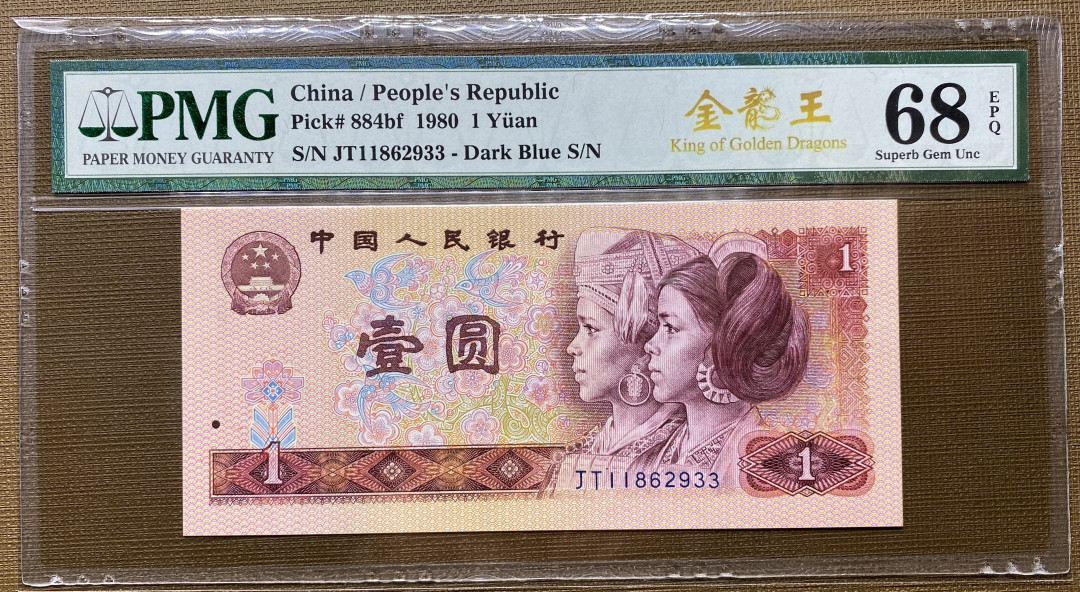 PMG
PAPER MONEY GUARANTY
China / People's Republic
Pick# 884bf 1980 1 Yüan
S/N JT11862933 - Dark Blue S/N
金龍王
King of Golden Dragons
68
EPQ
Superb Gem Unc
中国人民银行
1
壹圆
1
JT11862933
1